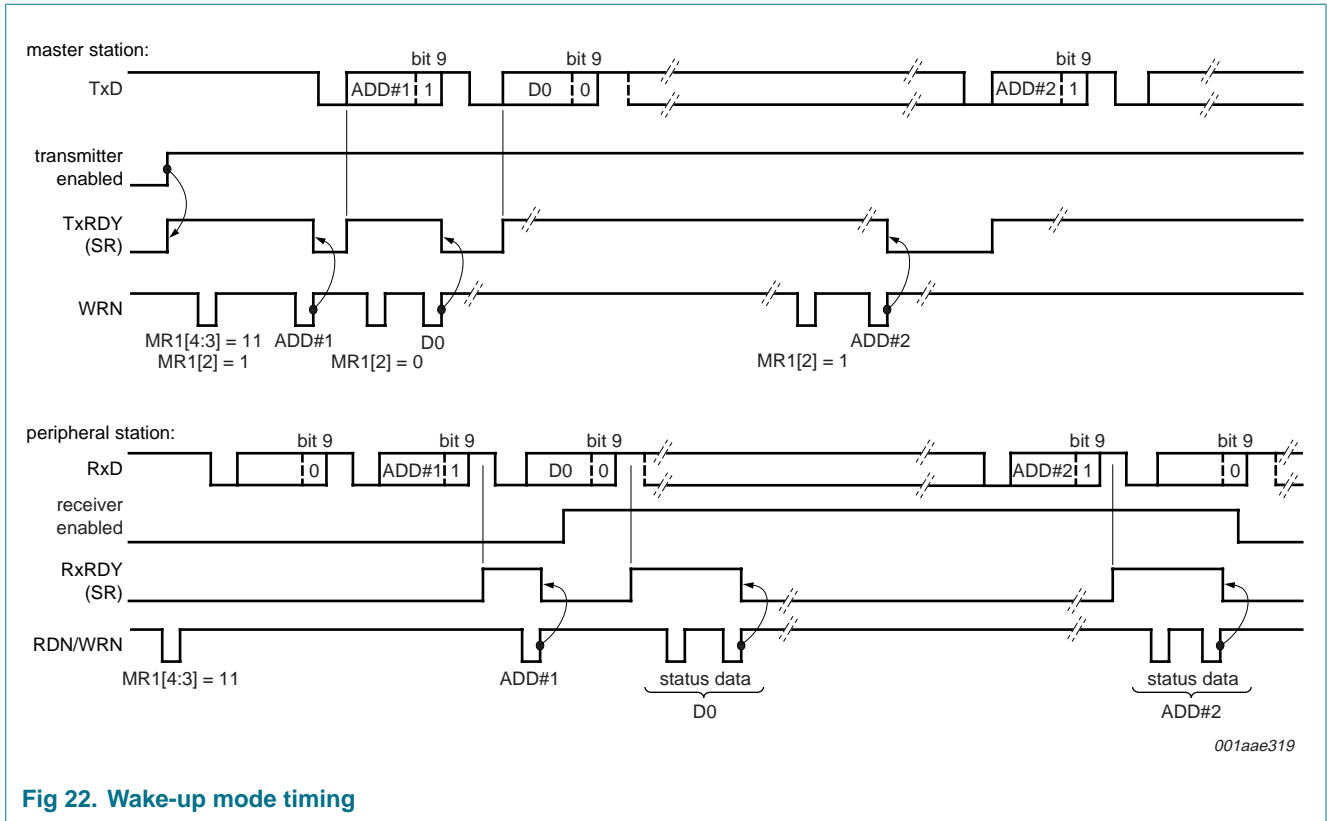 master station:
bit 9 bit 9 bit 9
TxD ADD#1 1 D0 0 ADD#2 1
transmitter
enabled
TxRDY
(SR)
WRN
MR1[4:3] = 11 ADD#1 D0 ADD#2
MR1[2] = 1 MR1[2] = 0 MR1[2] = 1
peripheral station:
bit 9 bit 9 bit 9 bit 9 bit 9
RxD 0 ADD#1 1 D0 0 ADD#2 1 0
receiver
enabled
RxRDY
(SR)
RDN/WRN
MR1[4:3] = 11 ADD#1 status data status data
D0 ADD#2
001aae319
Fig 22. Wake-up mode timing